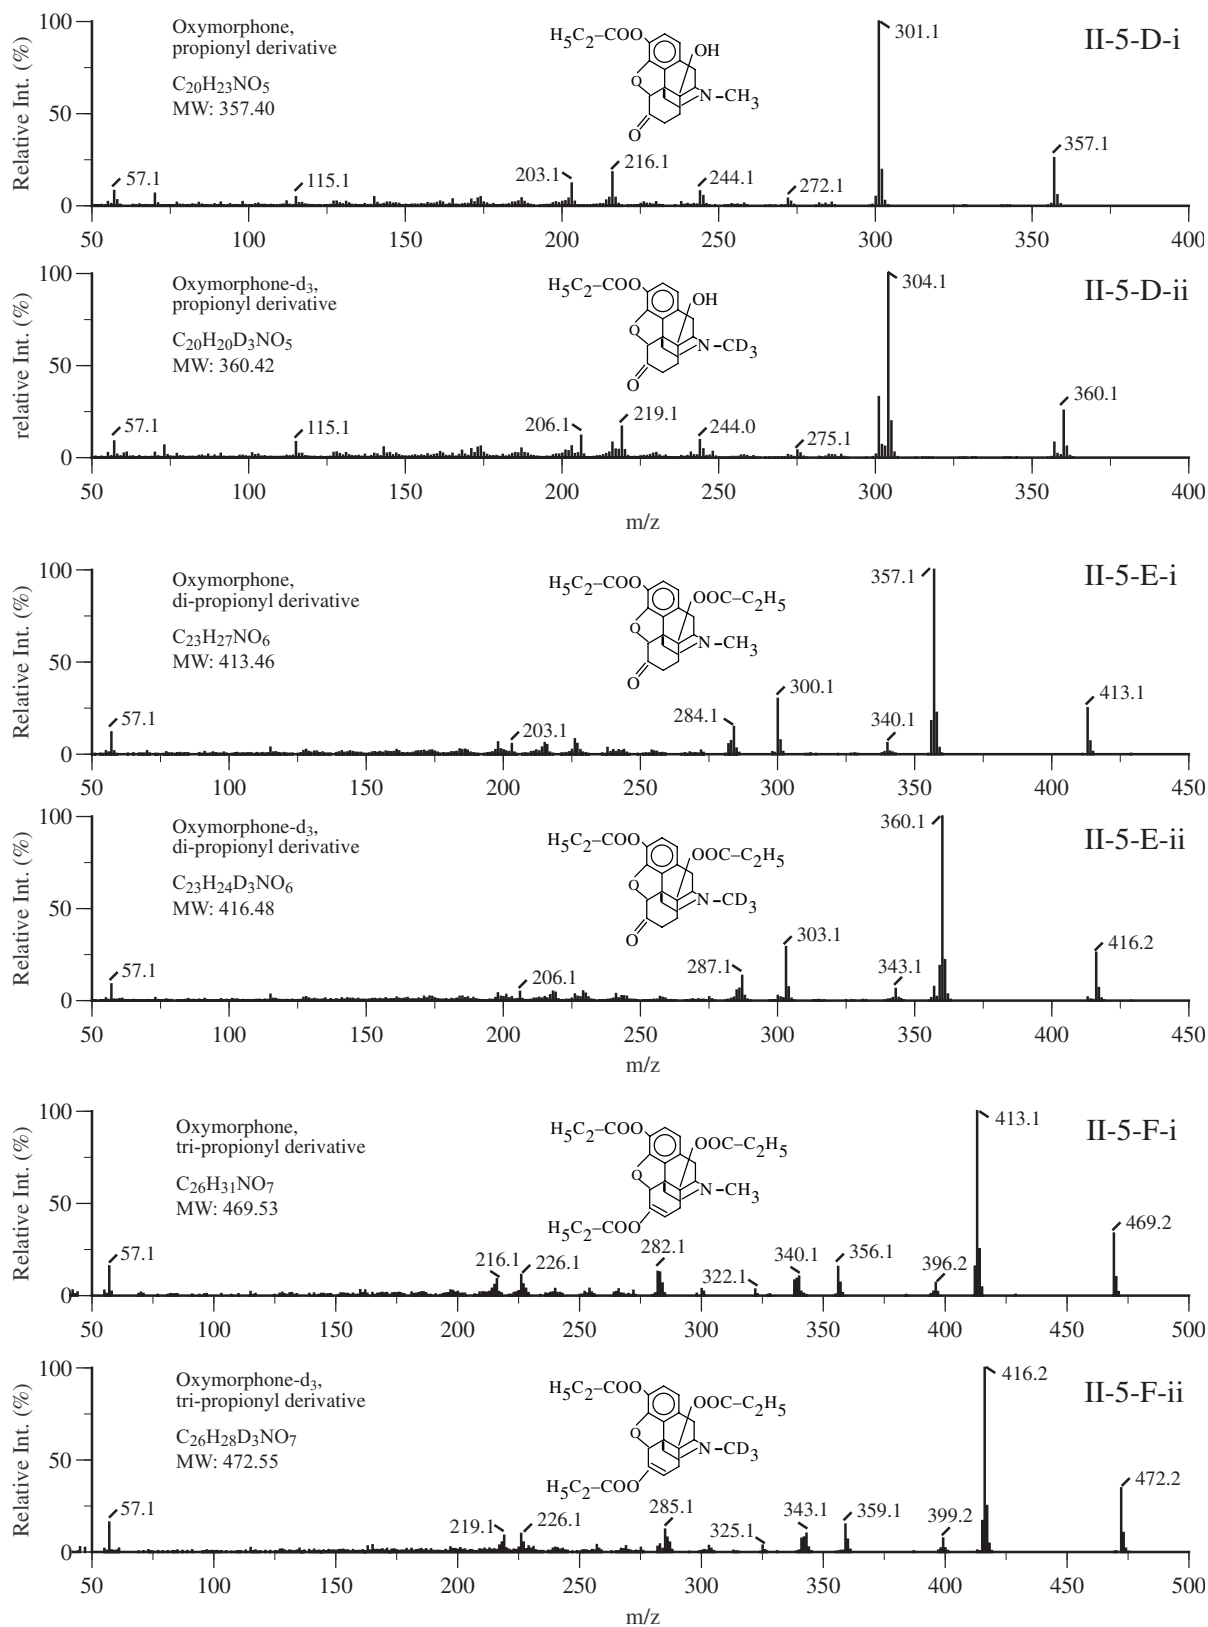 II-5-D-i
Oxymorphone,
propionyl derivative
C20H23NO5
MW: 357.40
H5C2–COO
OH
N–CH3
O
O
Relative Int. (%)
100
50
0
57.1
115.1
203.1
216.1
244.1
272.1
301.1
357.1
50 100 150 200 250 300 350 400
II-5-D-ii
Oxymorphone-d3,
propionyl derivative
C20H20D3NO5
MW: 360.42
H5C2–COO
OH
N–CD3
O
O
relative Int. (%)
100
50
0
57.1
115.1
206.1
219.1
244.0
275.1
304.1
360.1
50 100 150 200 250 300 350 400
m/z
II-5-E-i
Oxymorphone,
di-propionyl derivative
C23H27NO6
MW: 413.46
H5C2–COO
OOC–C2H5
N–CH3
O
O
Relative Int. (%)
100
50
0
57.1
203.1
284.1
300.1
340.1
357.1
413.1
50 100 150 200 250 300 350 400 450
II-5-E-ii
Oxymorphone-d3,
di-propionyl derivative
C23H24D3NO6
MW: 416.48
H5C2–COO
OOC–C2H5
N–CD3
O
O
Relative Int. (%)
100
50
0
57.1
206.1
287.1
303.1
343.1
360.1
416.2
50 100 150 200 250 300 350 400 450
m/z
II-5-F-i
Oxymorphone,
tri-propionyl derivative
C26H31NO7
MW: 469.53
H5C2–COO
OOC–C2H5
O
N–CH3
H5C2–COO
Relative Int. (%)
100
50
0
57.1
216.1
226.1
282.1
322.1
340.1
356.1
396.2
413.1
469.2
50 100 150 200 250 300 350 400 450 500
II-5-F-ii
Oxymorphone-d3,
tri-propionyl derivative
C26H28D3NO7
MW: 472.55
H5C2–COO
OOC–C2H5
O
N–CD3
H5C2–COO
Relative Int. (%)
100
50
0
57.1
219.1
226.1
285.1
325.1
343.1
359.1
399.2
416.2
472.2
50 100 150 200 250 300 350 400 450 500
m/z